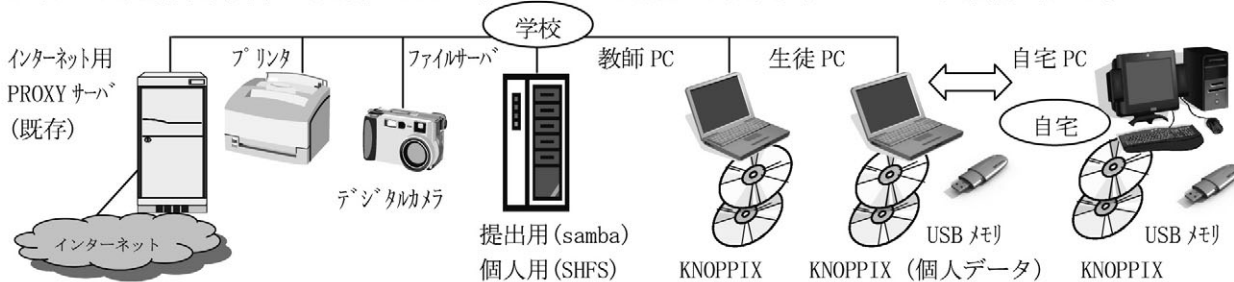 学校
インターネット用
PROXY サーバ
(既存)
プリンタ
ファイルサーバ
教師 PC
生徒 PC
自宅 PC
自宅
デジタルカメラ
インターネット
提出用(samba)
個人用(SHFS)
KNOPPIX
USB メモリ
KNOPPIX (個人データ)
USB メモリ
KNOPPIX